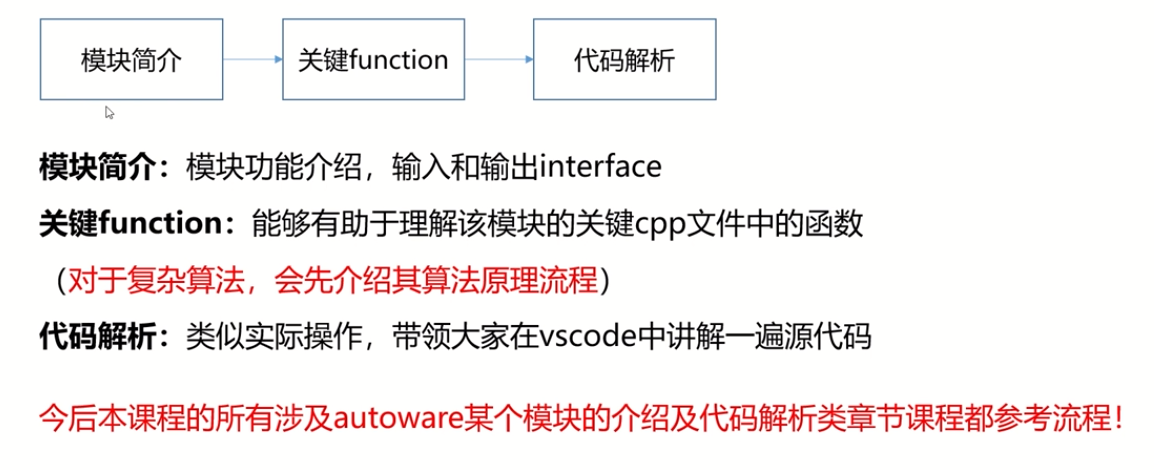 模块简介
关键function
代码解析
模块简介：模块功能介绍，输入和输出interface
关键function：能够有助于理解该模块的关键cpp文件中的函数
（对于复杂算法，会先介绍其算法原理流程）
代码解析：类似实际操作，带领大家在vscode中讲解一遍源代码
今后本课程的所有涉及autoware某个模块的介绍及代码解析类章节课程都参考流程！